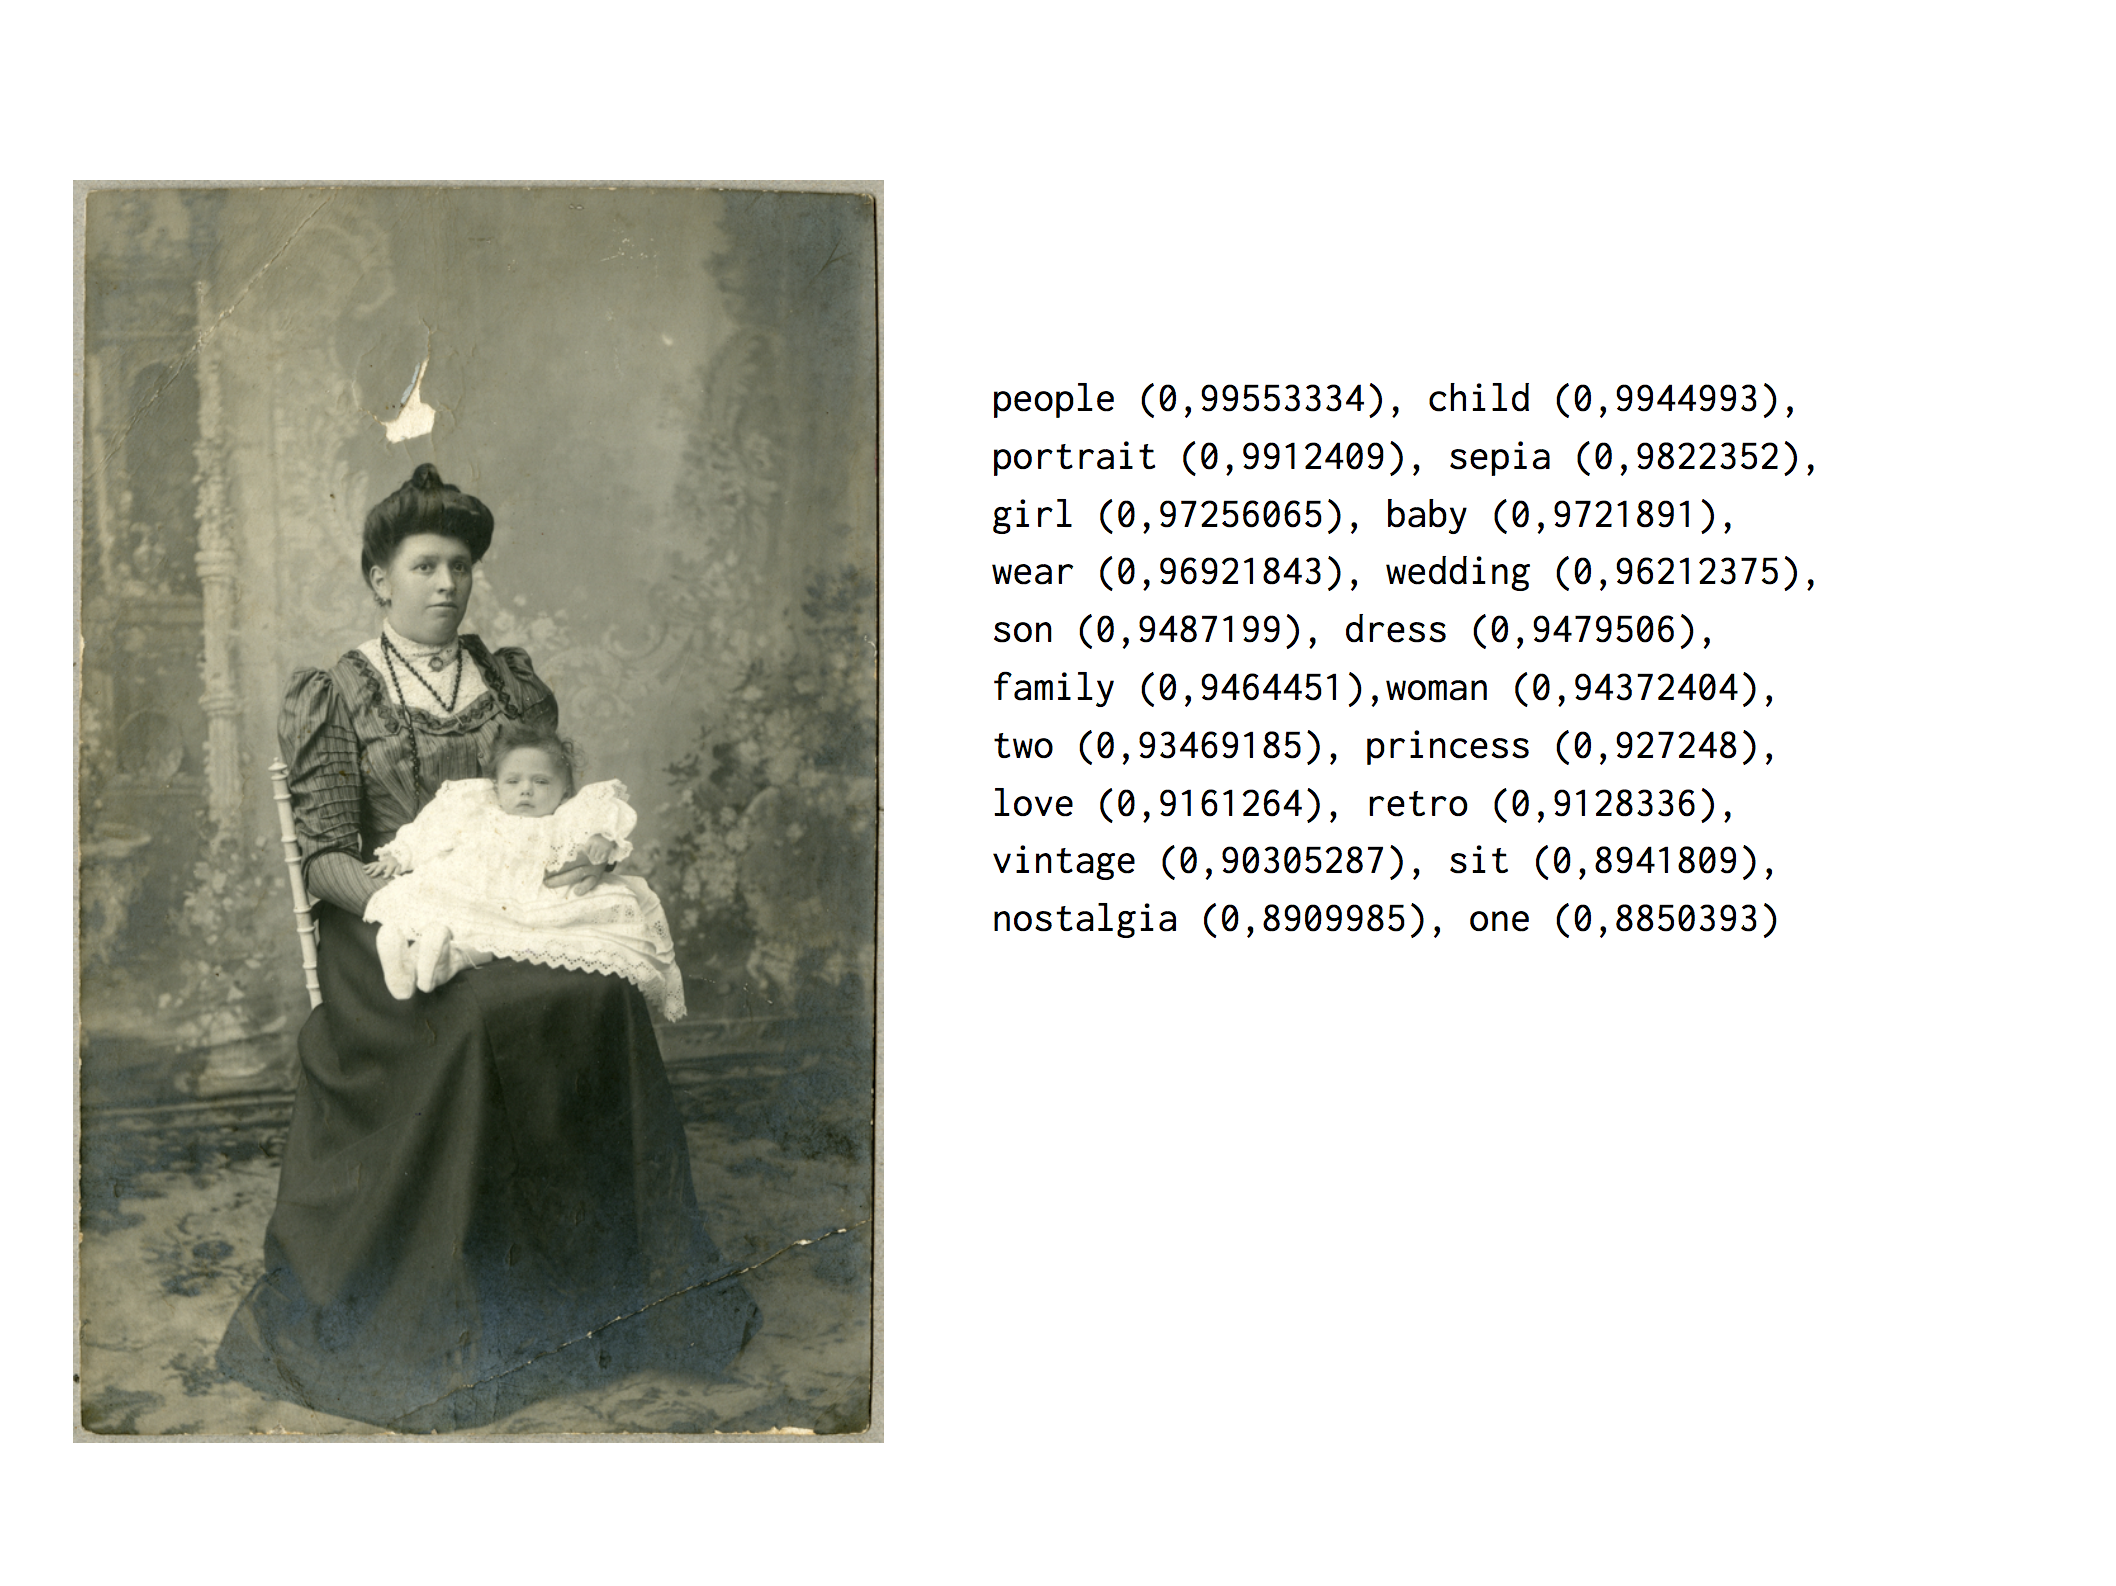 people (0,99553334), child (0,9944993),
portrait (0,9912409), sepia (0,9822352),
girl (0,97256065), baby (0,9721891),
wear (0,96921843), wedding (0,96212375),
son (0,9487199), dress (0,9479506),
family (0,9464451),woman (0,94372404),
two (0,93469185), princess (0,927248),
love (0,9161264), retro (0,9128336),
vintage (0,90305287), sit (0,8941809),
nostalgia (0,8909985), one (0,8850393)